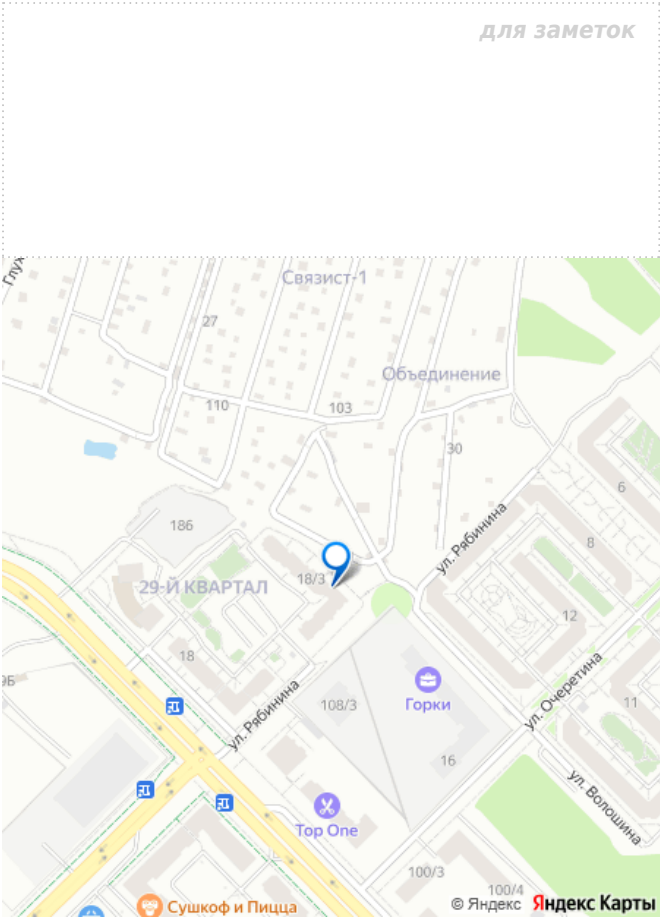 для заметок
Глух
Связист-1
27
Объединение
110
103
30
6
186
ул. Рябинина
8
18/3
29-Й КВАРТАЛ
12
18
9Б
ул. Очеретина
Горки
11
108/3
ул. Рябинина
16
ул. Волошина
Top One
100/3
100/4
© Яндекс Яндекс Карты
Сушкоф и Пицца